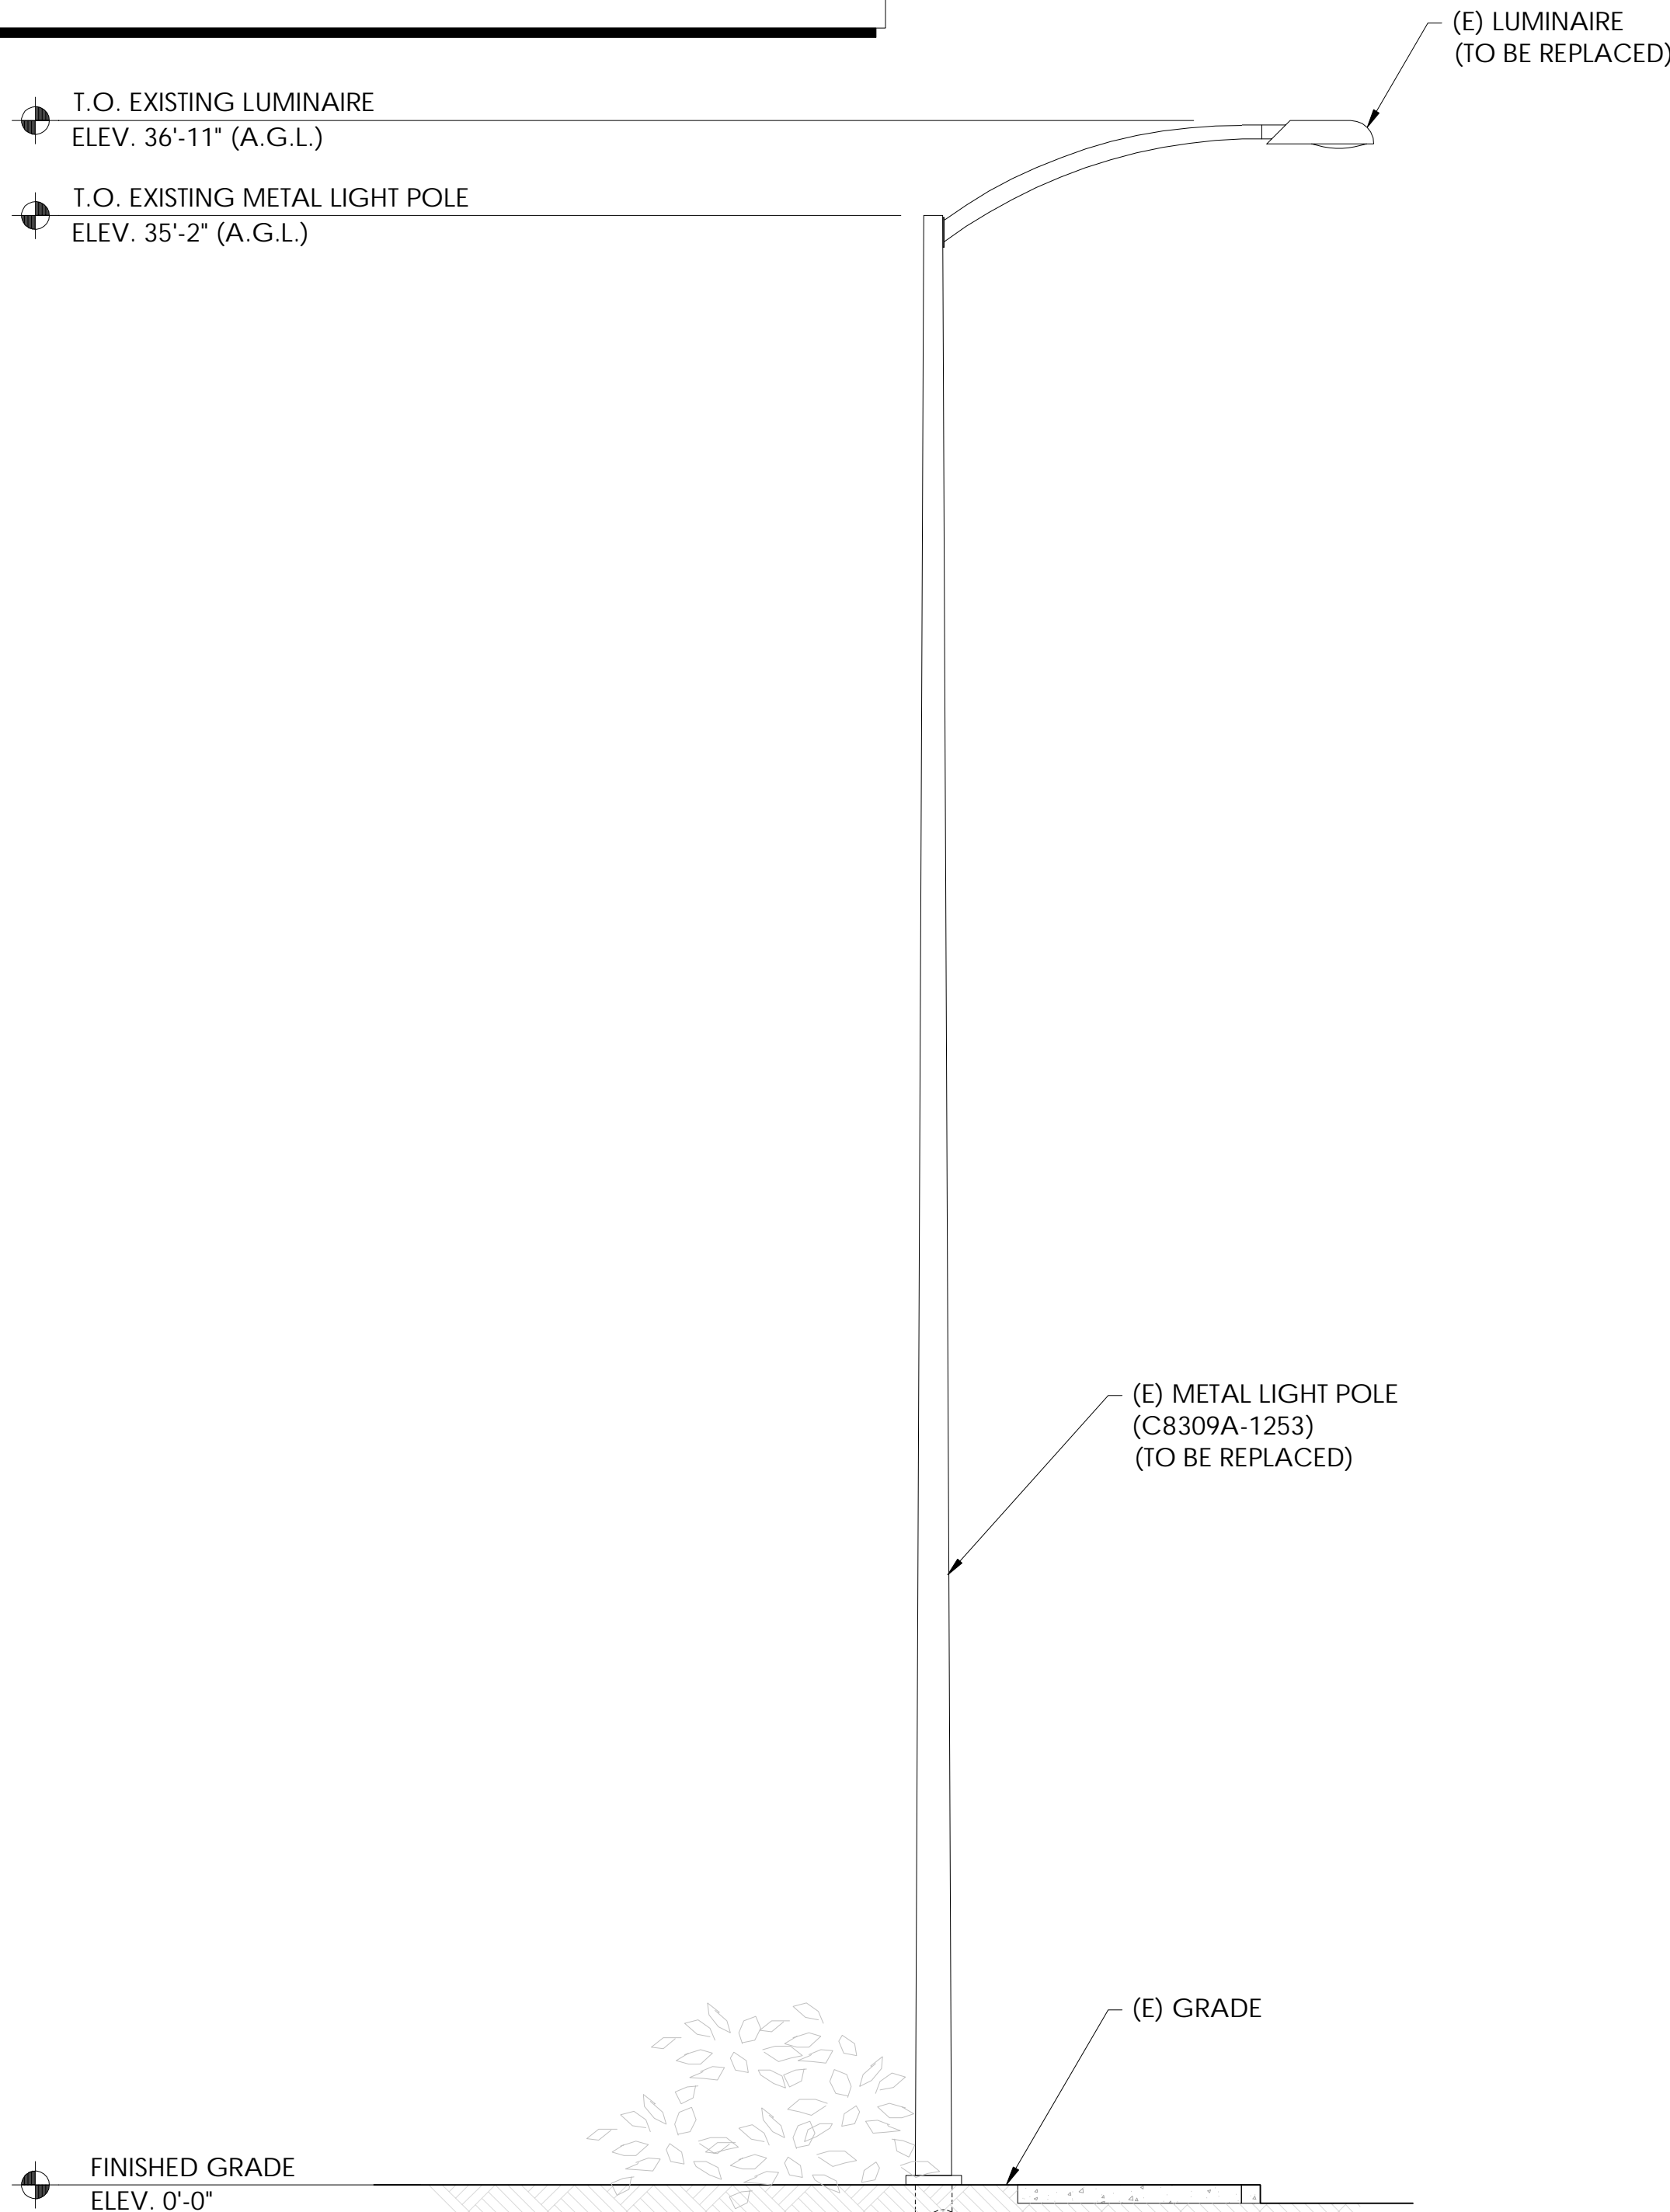 (E) LUMINAIRE
(TO BE REPLACED)
T.O. EXISTING LUMINAIRE
ELEV. 36'-11" (A.G.L.)
T.O. EXISTING METAL LIGHT POLE
ELEV. 35'-2" (A.G.L.)
(E) METAL LIGHT POLE
(C8309A-1253)
(TO BE REPLACED)
(E) GRADE
FINISHED GRADE
ELEV. 0'-0"